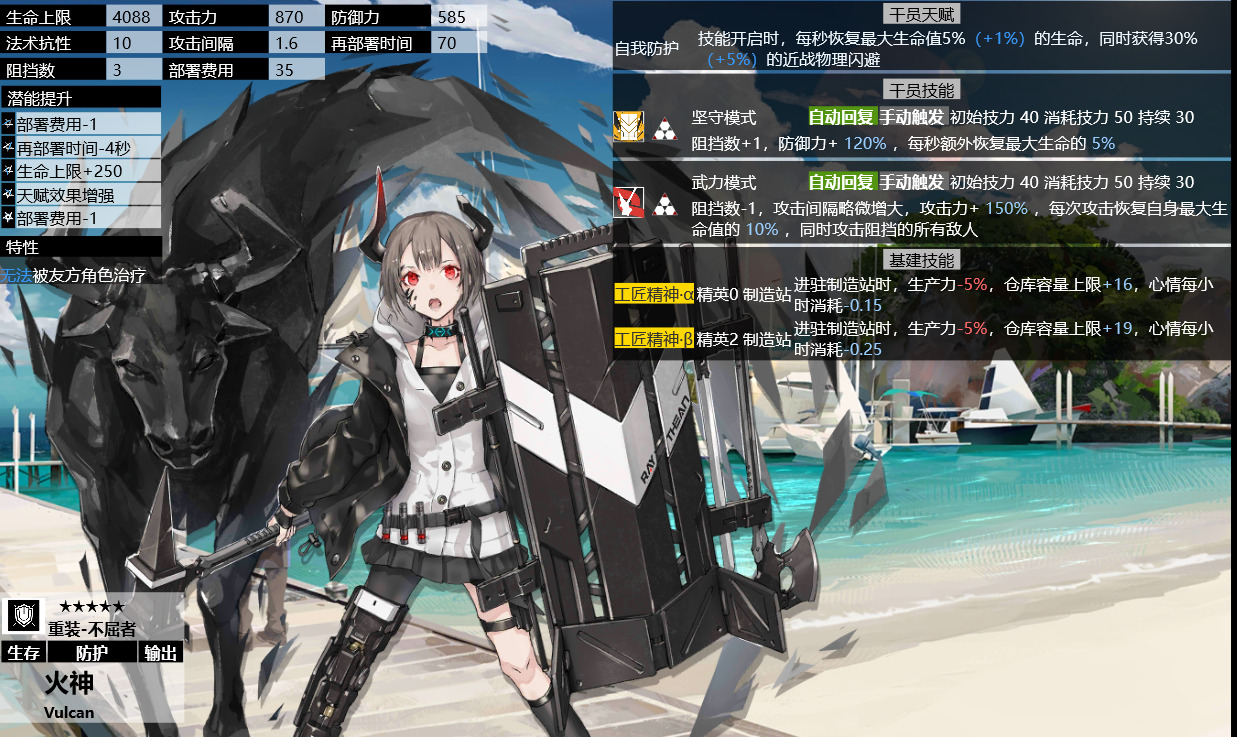 生命上限 4088 攻击力 870 防御力 585
法术抗性 10 攻击间隔 1.6 再部署时间 70
阻挡数 3 部署费用 35
潜能提升
部署费用-1
再部署时间-4秒
生命上限+250
天赋效果增强
部署费用-1
特性
无法被友方角色治疗
干员天赋
自我防护
技能开启时，每秒恢复最大生命值5%（+1%）的生命，同时获得30%
（+5%）的近战物理闪避
干员技能
坚守模式 自动回复 手动触发 初始技力 40 消耗技力 50 持续 30
阻挡数+1，防御力+ 120% ，每秒额外恢复最大生命的 5%
武力模式 自动回复 手动触发 初始技力 40 消耗技力 50 持续 30
阻挡数-1，攻击间隔略微增大，攻击力+ 150% ，每次攻击恢复自身最大生
命值的 10% ，同时攻击阻挡的所有敌人
基建技能
工匠精神·α 精英0 制造站 进驻制造站时，生产力-5%，仓库容量上限+16，心情每小
时消耗-0.15
工匠精神·β 精英2 制造站 进驻制造站时，生产力-5%，仓库容量上限+19，心情每小
时消耗-0.25
RAY THEAN
★★★★★
重装-不屈者
生存 防护 输出
火神
Vulcan